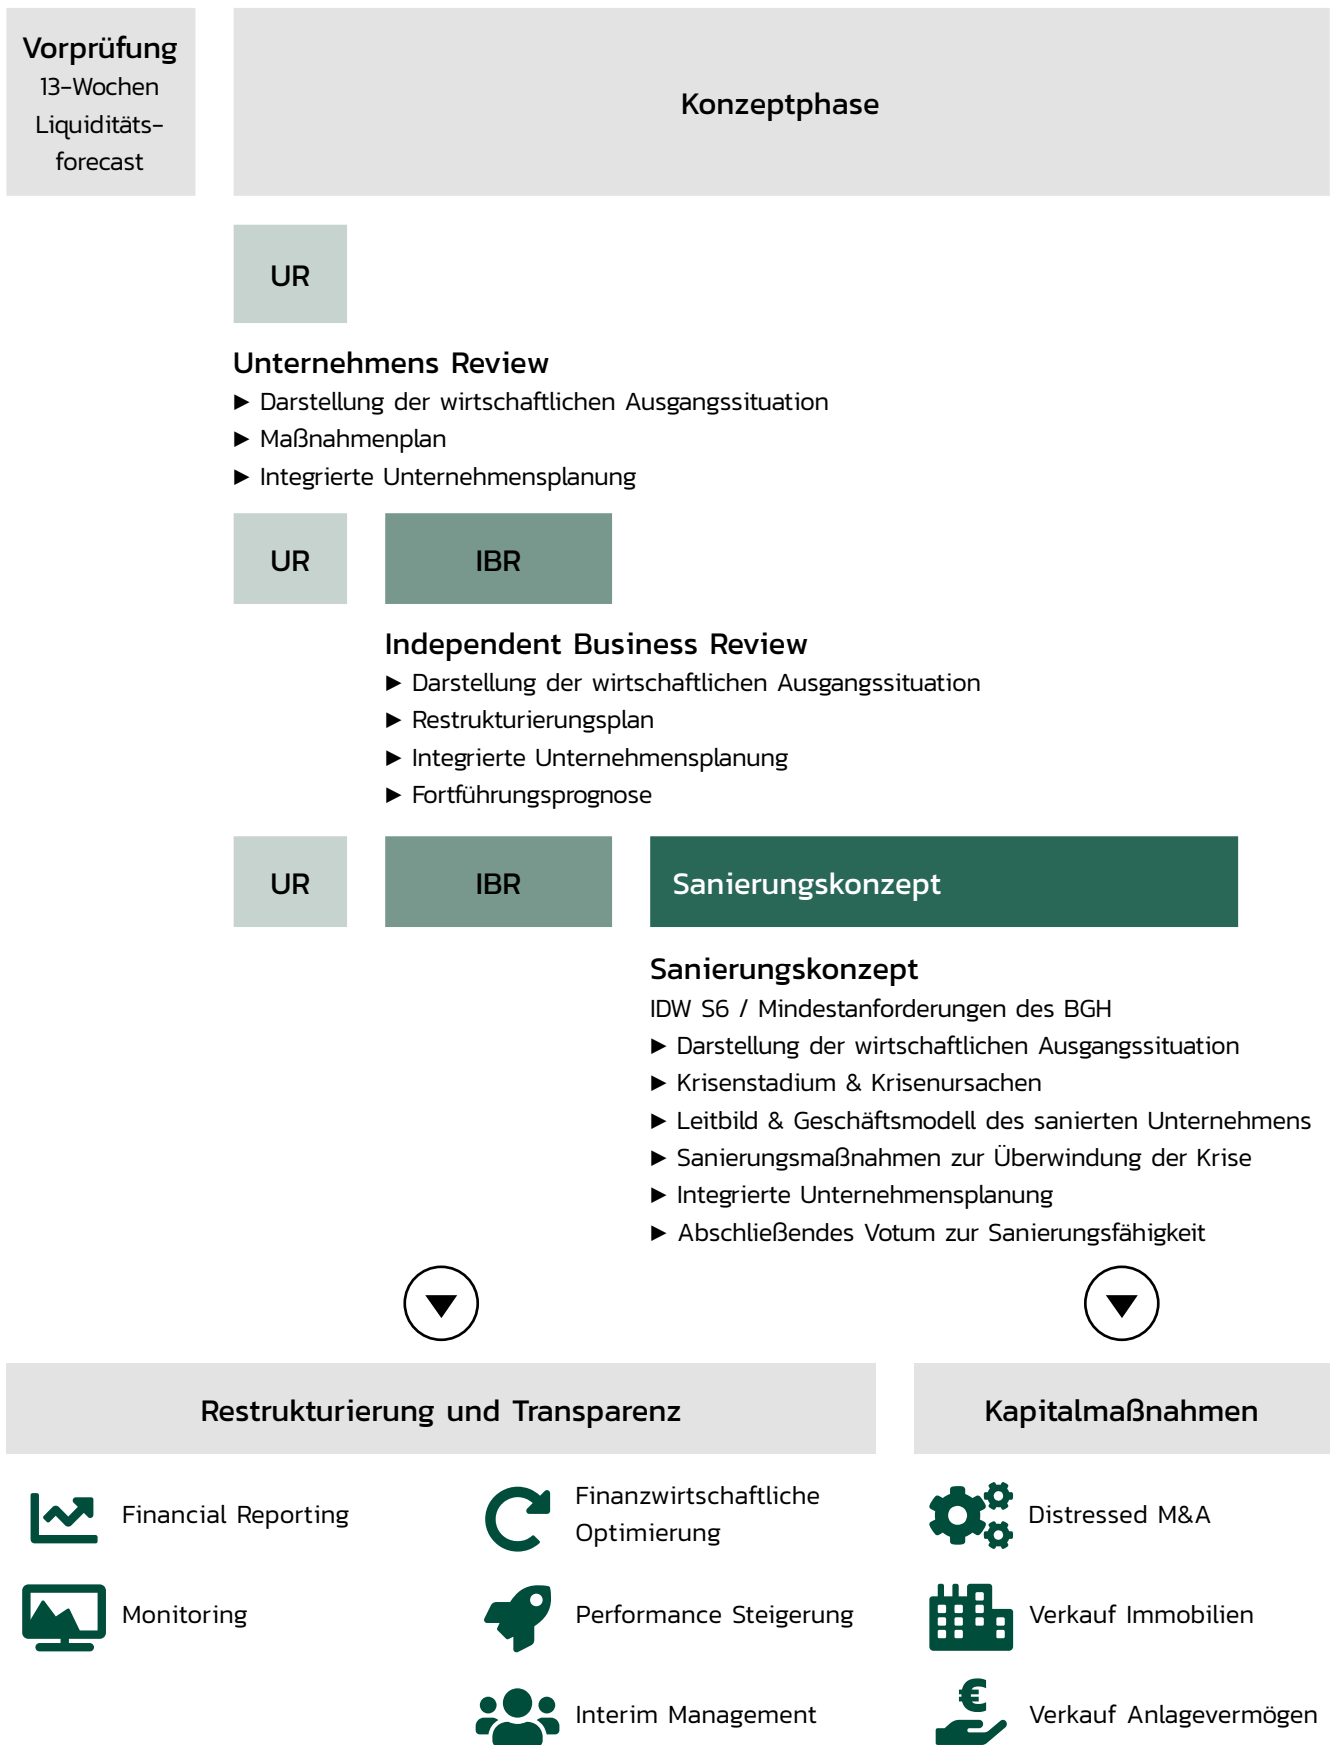 Vorprüfung
13-Wochen
Liquiditäts-
forecast
Konzeptphase
UR
Unternehmens Review
► Darstellung der wirtschaftlichen Ausgangssituation
► Maßnahmenplan
► Integrierte Unternehmensplanung
UR
IBR
Independent Business Review
► Darstellung der wirtschaftlichen Ausgangssituation
► Restrukturierungsplan
► Integrierte Unternehmensplanung
► Fortführungsprognose
UR
IBR
Sanierungskonzept
Sanierungskonzept
IDW S6 / Mindestanforderungen des BGH
► Darstellung der wirtschaftlichen Ausgangssituation
► Krisenstadium & Krisenursachen
► Leitbild & Geschäftsmodell des sanierten Unternehmens
► Sanierungsmaßnahmen zur Überwindung der Krise
► Integrierte Unternehmensplanung
► Abschließendes Votum zur Sanierungsfähigkeit
Restrukturierung und Transparenz
Financial Reporting
Monitoring
Finanzwirtschaftliche
Optimierung
Performance Steigerung
Interim Management
Kapitalmaßnahmen
Distressed M&A
Verkauf Immobilien
€
Verkauf Anlagevermögen